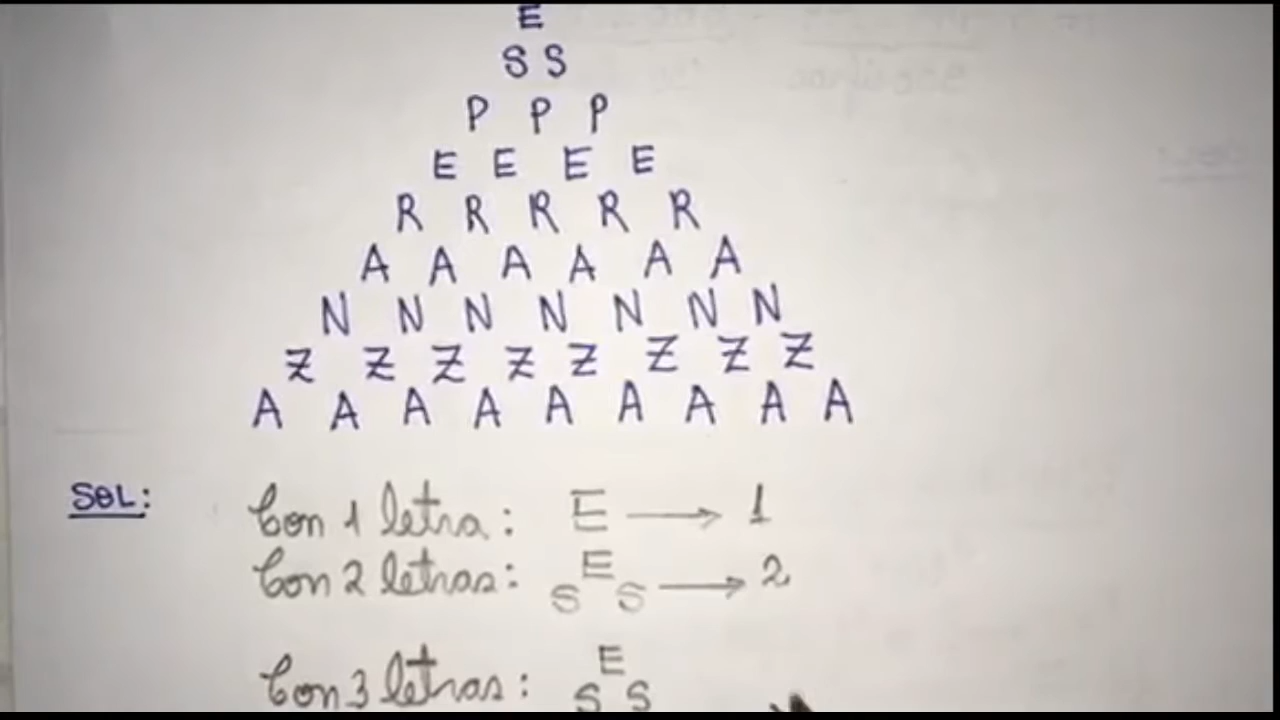 E
S S
P P P
E E E E
R R R R R
A A A A A A
N N N N N N N
Z Z Z Z Z Z Z Z
A A A A A A A A A
SOL: Con 1 letra: E → 1
Con 2 letras: E S S → 2
Con 3 letras: E
S S